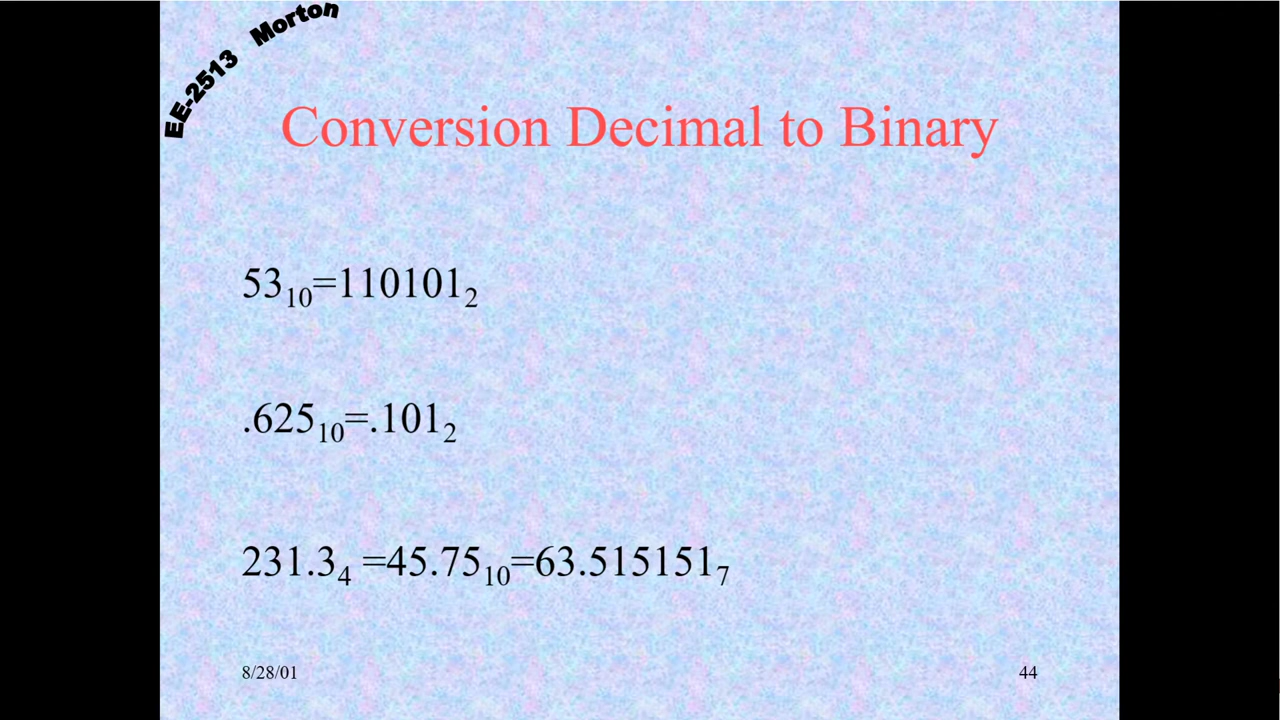 EE-2513 Morton
Conversion Decimal to Binary
53₁₀=110101₂
.625₁₀=.101₂
231.3₄ =45.75₁₀=63.515151₇
8/28/01 44